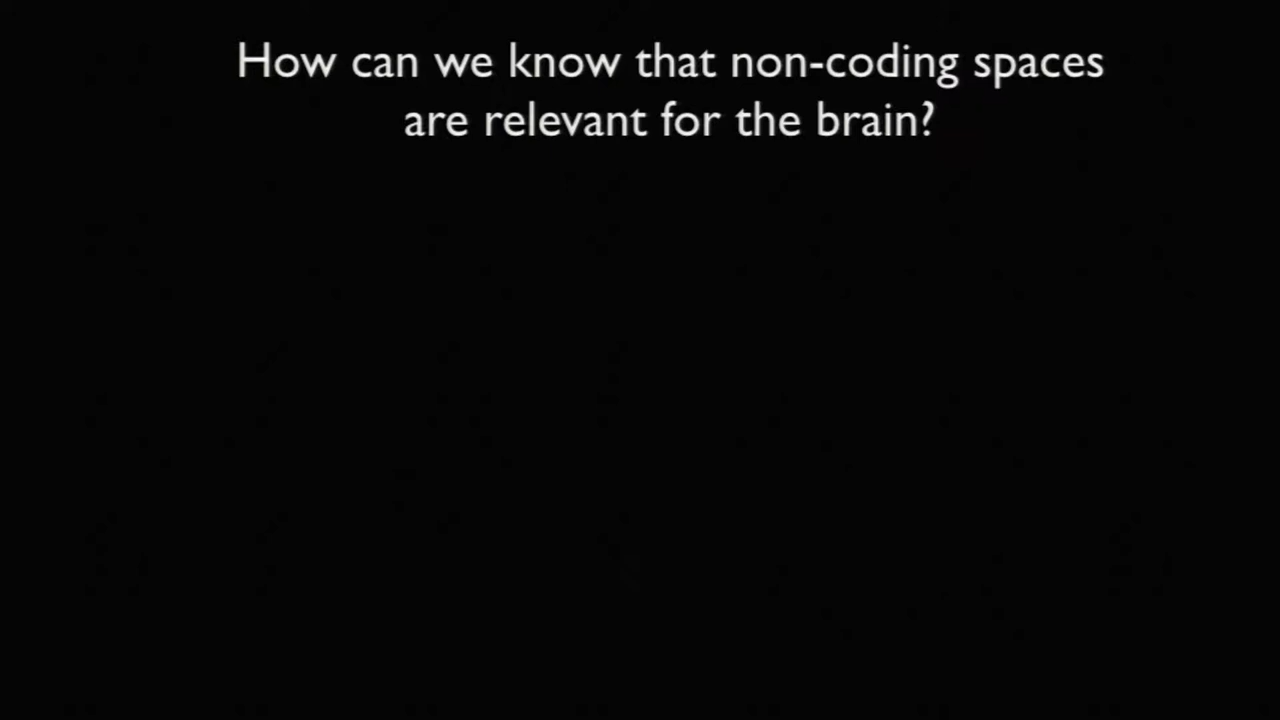 How can we know that non-coding spaces
are relevant for the brain?